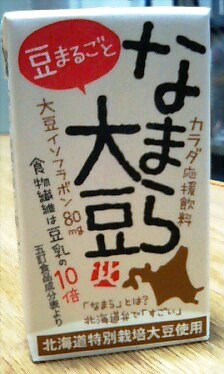 豆まるごと
なまら
大豆
カラダ応援飲料
大豆イソフラボン80mg
食物繊維は豆乳の10倍
五訂食品成分表より
「なまら」とは?
北海道弁で「すごい」
北海道特別栽培大豆使用